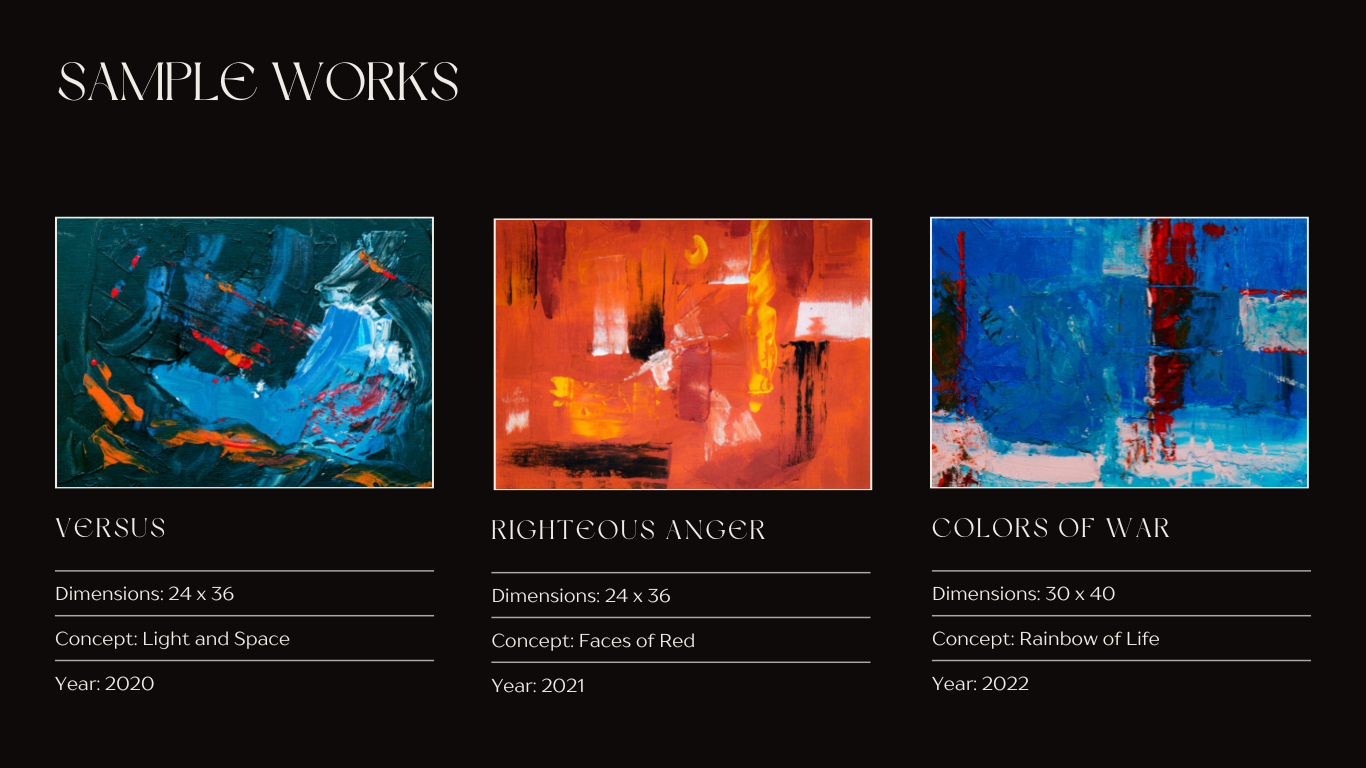 SAMPLE WORKS
VERSUS
Dimensions: 24 x 36
Concept: Light and Space
Year: 2020
RIGHTEOUS ANGER
Dimensions: 24 x 36
Concept: Faces of Red
Year: 2021
COLORS OF WAR
Dimensions: 30 x 40
Concept: Rainbow of Life
Year: 2022